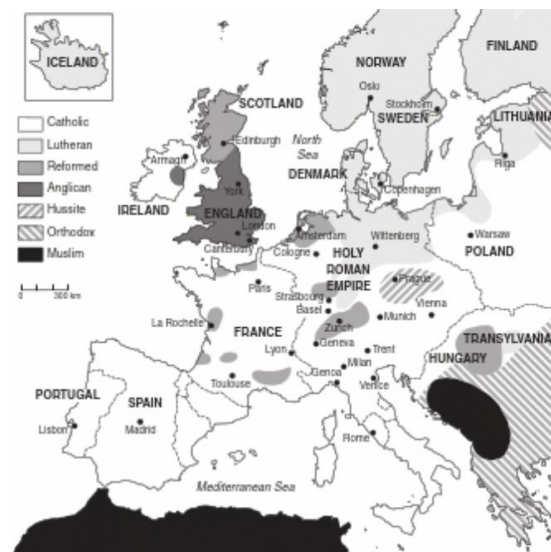 ICELAND
Catholic
Lutheran
Reformed
Anglican
Hussite
Orthodox
Muslim
0
300 km
NORWAY
FINLAND
Oslo
Stockholm
SWEDEN
SCOTLAND
LITHUANIA
Edinburgh
North
Sea
Armagh
Riga
DENMARK
Copenhagen
York
IRELAND
ENGLAND
London
Canterbury
Amsterdam
Wittenberg
Warsaw
Cologne
HOLY
ROMAN
EMPIRE
POLAND
Prague
Paris
Strasbourg
Basel
Vienna
Munich
La Rochelle
Zurich
FRANCE
Geneva
TRANSYLVANIA
HUNGARY
Lyon
Trent
Milan
Genoa
Venice
Toulouse
PORTUGAL
SPAIN
Lisbon
Madrid
Rome
Mediterranean Sea